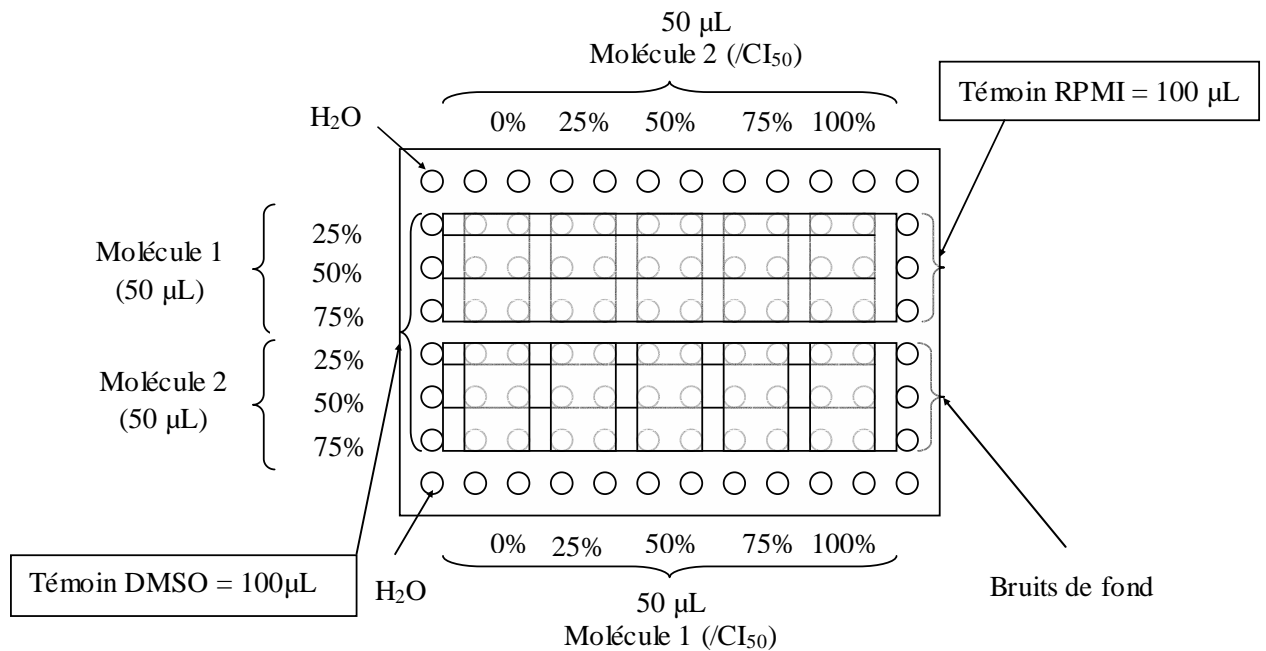 50 µL
Molécule 2 (/CI₅₀)
Témoin RPMI = 100 µL
H₂O
0% 25% 50% 75% 100%
Molécule 1
(50 µL)
25%
50%
75%
Molécule 2
(50 µL)
25%
50%
75%
0% 25% 50% 75% 100%
Témoin DMSO = 100µL
H₂O
Bruits de fond
50 µL
Molécule 1 (/CI₅₀)